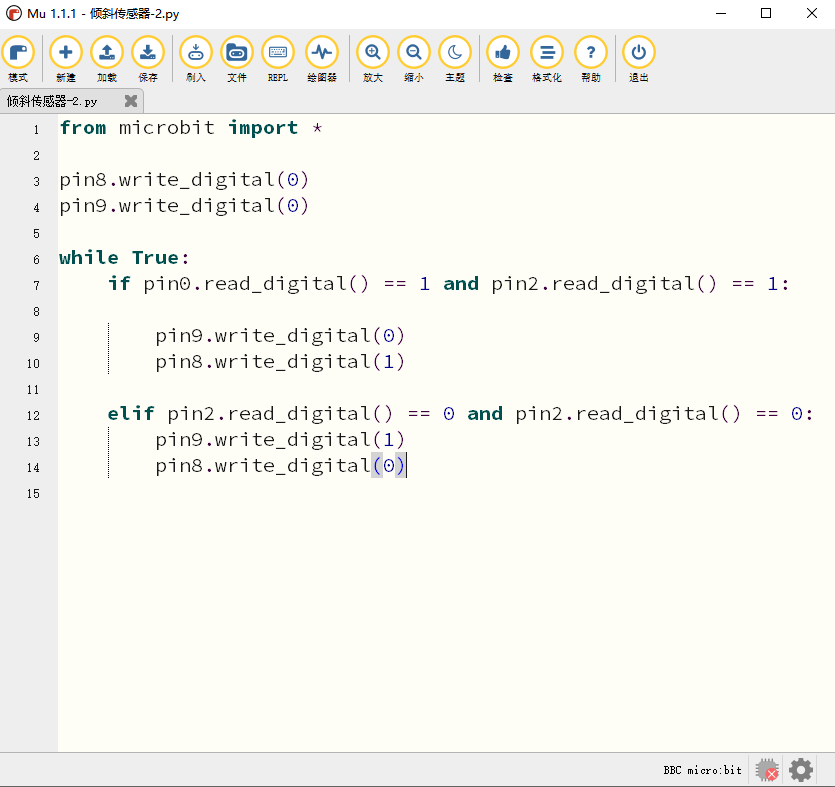 Mu 1.1.1 - 倾斜传感器-2.py
模式 新建 加载 保存 刷入 文件 REPL 绘图器 放大 缩小 主题 检查 格式化 帮助 退出
倾斜传感器-2.py
1 from microbit import *
2
3 pin8.write_digital(0)
4 pin9.write_digital(0)
5
6 while True:
7 if pin0.read_digital() == 1 and pin2.read_digital() == 1:
8
9 pin9.write_digital(0)
10 pin8.write_digital(1)
11
12 elif pin2.read_digital() == 0 and pin2.read_digital() == 0:
13 pin9.write_digital(1)
14 pin8.write_digital(0)
15
BBC micro:bit